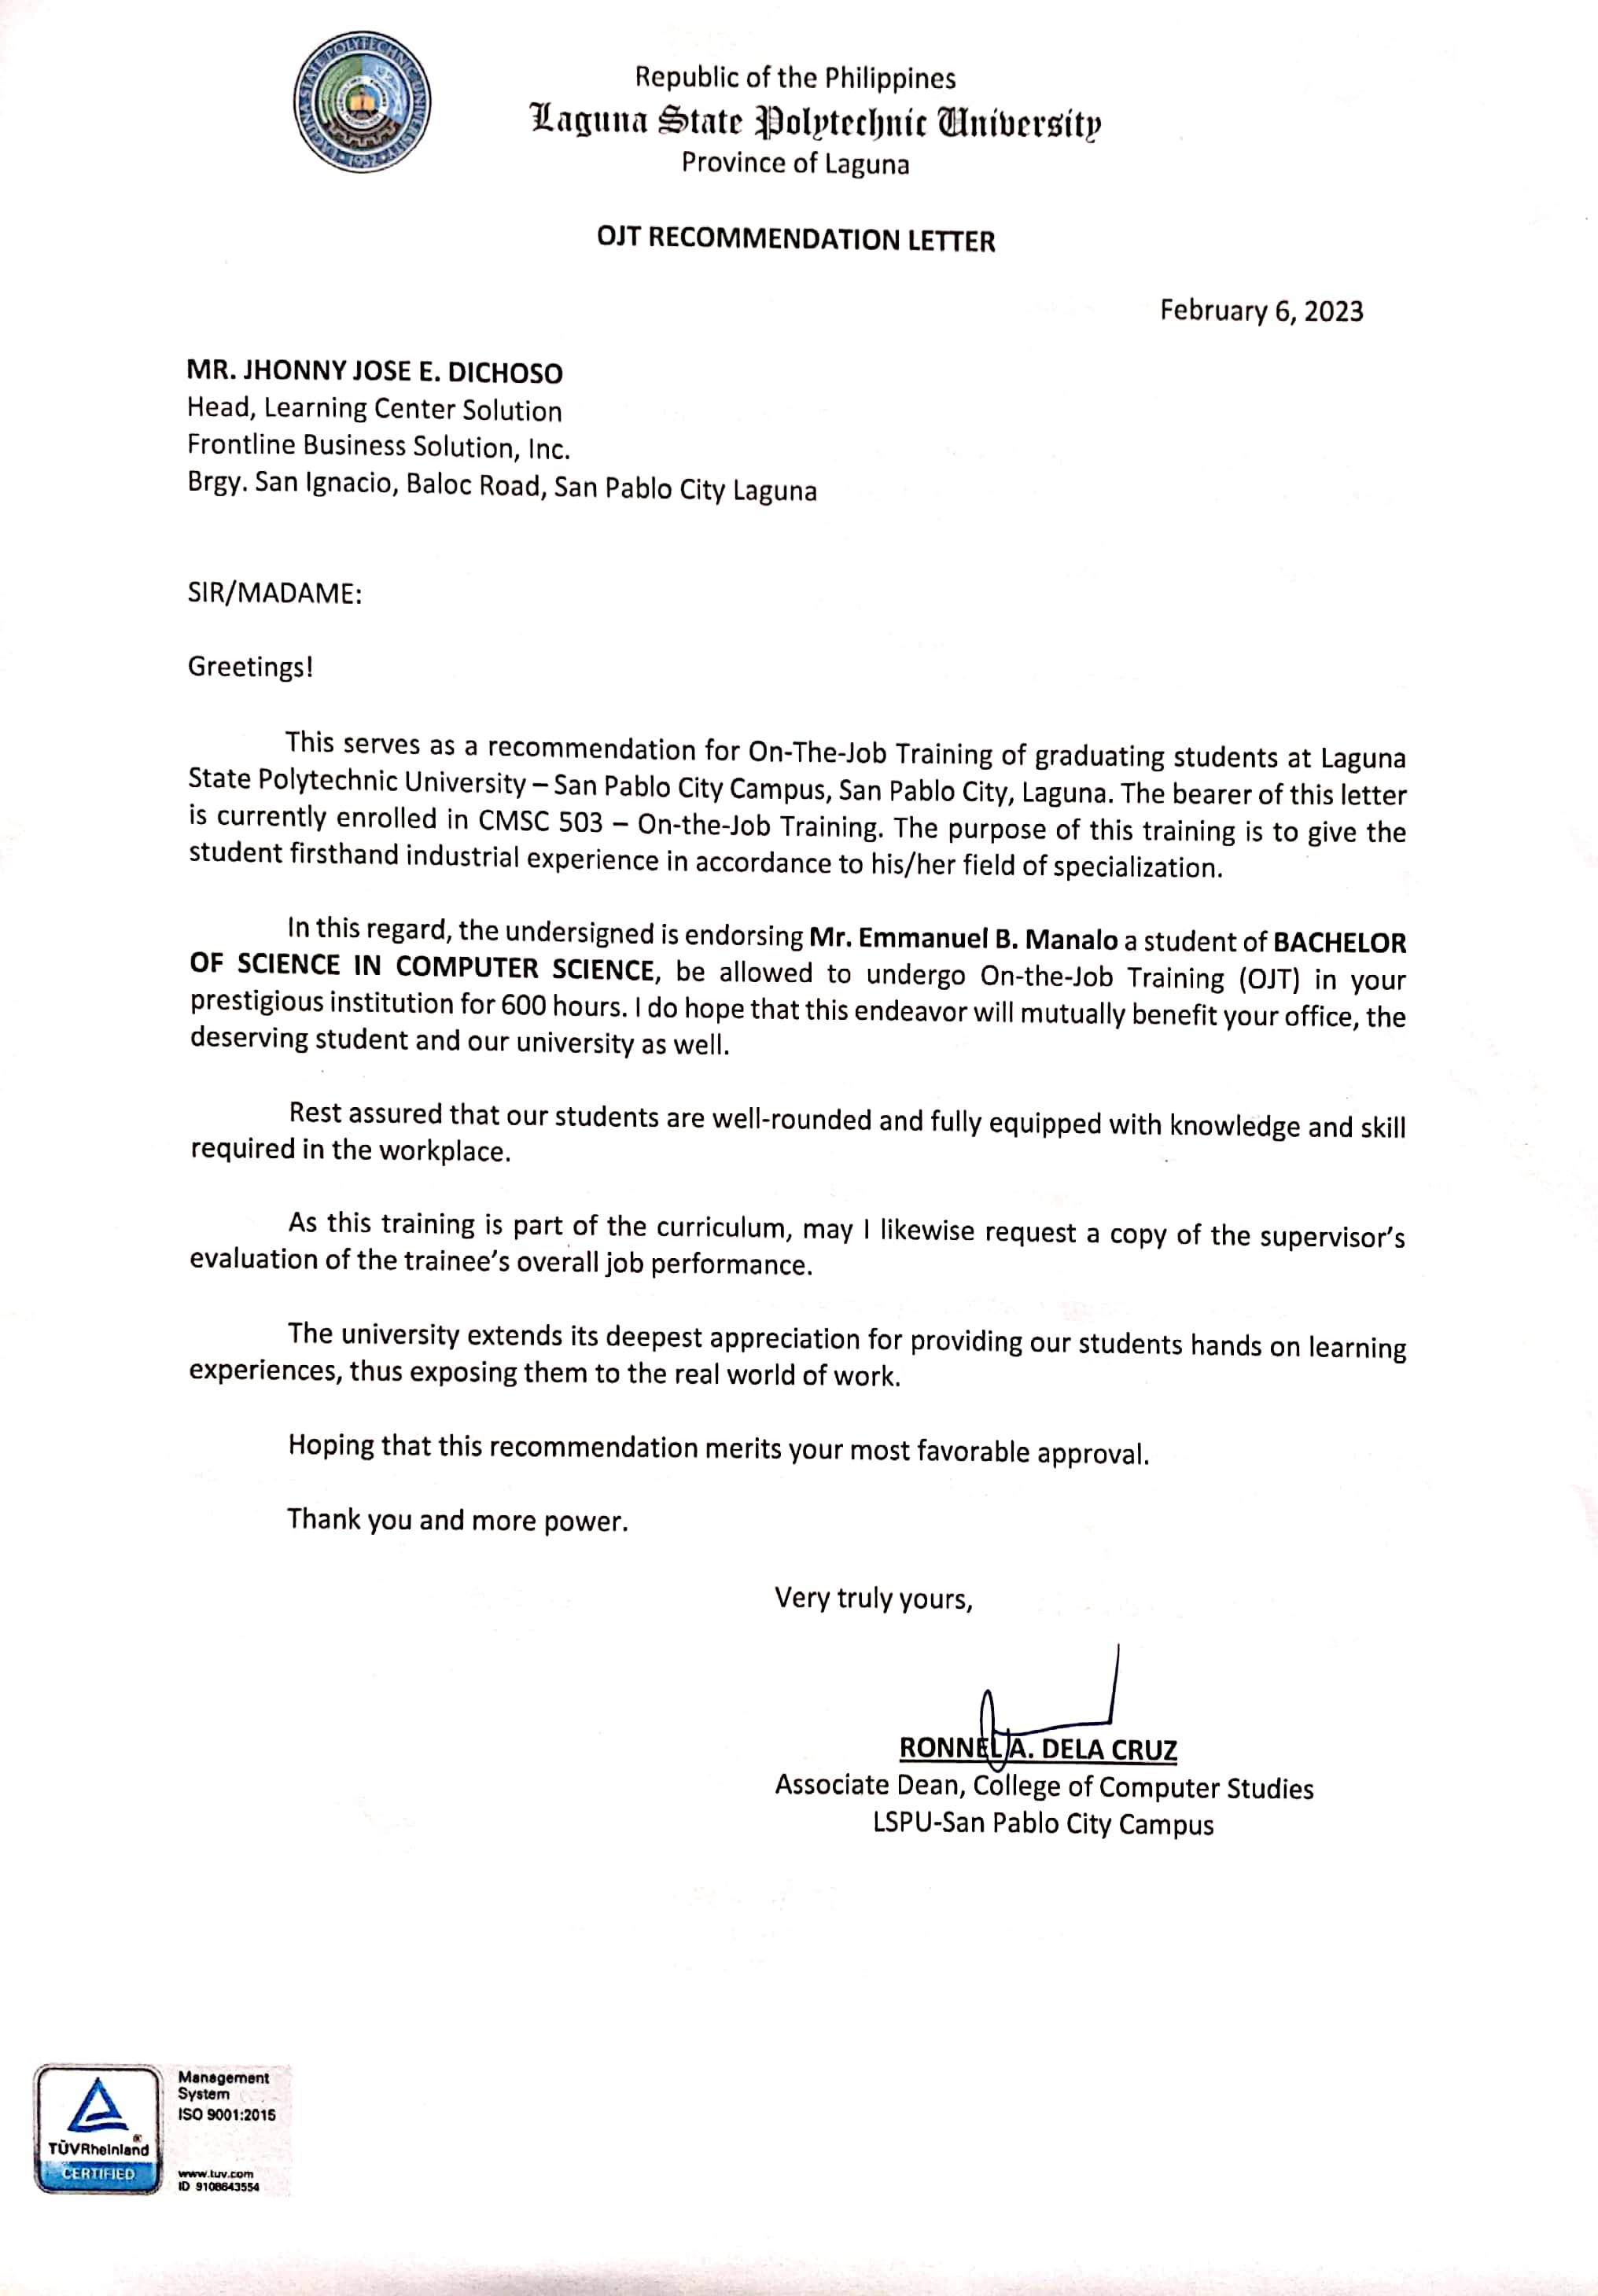 LAGUNA STATE POLYTECHNIC UNIVERSITY
1952
Republic of the Philippines
Laguna State Polytechnic University
Province of Laguna
OJT RECOMMENDATION LETTER
February 6, 2023
MR. JHONNY JOSE E. DICHOSO
Head, Learning Center Solution
Frontline Business Solution, Inc.
Brgy. San Ignacio, Baloc Road, San Pablo City Laguna
SIR/MADAME:
Greetings!
This serves as a recommendation for On-The-Job Training of graduating students at Laguna
State Polytechnic University – San Pablo City Campus, San Pablo City, Laguna. The bearer of this letter
is currently enrolled in CMSC 503 – On-the-Job Training. The purpose of this training is to give the
student firsthand industrial experience in accordance to his/her field of specialization.
In this regard, the undersigned is endorsing Mr. Emmanuel B. Manalo a student of BACHELOR
OF SCIENCE IN COMPUTER SCIENCE, be allowed to undergo On-the-Job Training (OJT) in your
prestigious institution for 600 hours. I do hope that this endeavor will mutually benefit your office, the
deserving student and our university as well.
Rest assured that our students are well-rounded and fully equipped with knowledge and skill
required in the workplace.
As this training is part of the curriculum, may I likewise request a copy of the supervisor's
evaluation of the trainee's overall job performance.
The university extends its deepest appreciation for providing our students hands on learning
experiences, thus exposing them to the real world of work.
Hoping that this recommendation merits your most favorable approval.
Thank you and more power.
Very truly yours,
RONNEL A. DELA CRUZ
Associate Dean, College of Computer Studies
LSPU-San Pablo City Campus
TÜVRheinland®
CERTIFIED
Management
System
ISO 9001:2015
www.tuv.com
ID 9108643554